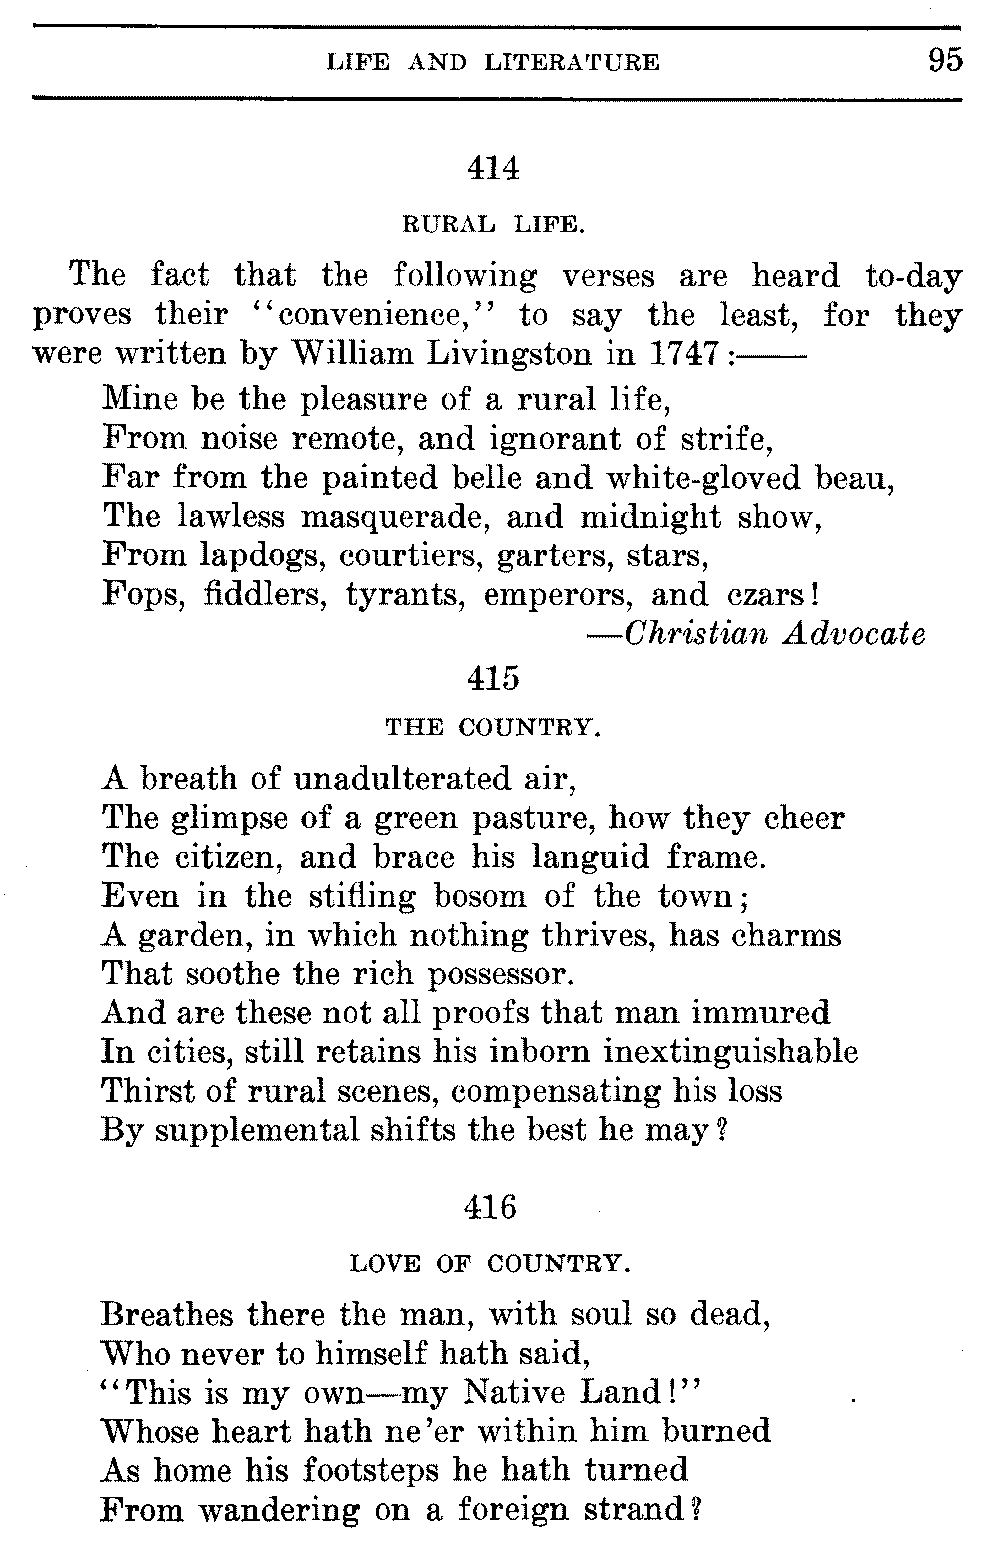 LIFE AND LITERATURE 95
414
RURAL LIFE.
The fact that the following verses are heard to-day
proves their "convenience," to say the least, for they
were written by William Livingston in 1747:——
Mine be the pleasure of a rural life,
From noise remote, and ignorant of strife,
Far from the painted belle and white-gloved beau,
The lawless masquerade, and midnight show,
From lapdogs, courtiers, garters, stars,
Fops, fiddlers, tyrants, emperors, and czars!
—Christian Advocate
415
THE COUNTRY.
A breath of unadulterated air,
The glimpse of a green pasture, how they cheer
The citizen, and brace his languid frame.
Even in the stifling bosom of the town;
A garden, in which nothing thrives, has charms
That soothe the rich possessor.
And are these not all proofs that man immured
In cities, still retains his inborn inextinguishable
Thirst of rural scenes, compensating his loss
By supplemental shifts the best he may?
416
LOVE OF COUNTRY.
Breathes there the man, with soul so dead,
Who never to himself hath said,
"This is my own—my Native Land!"
Whose heart hath ne'er within him burned
As home his footsteps he hath turned
From wandering on a foreign strand?